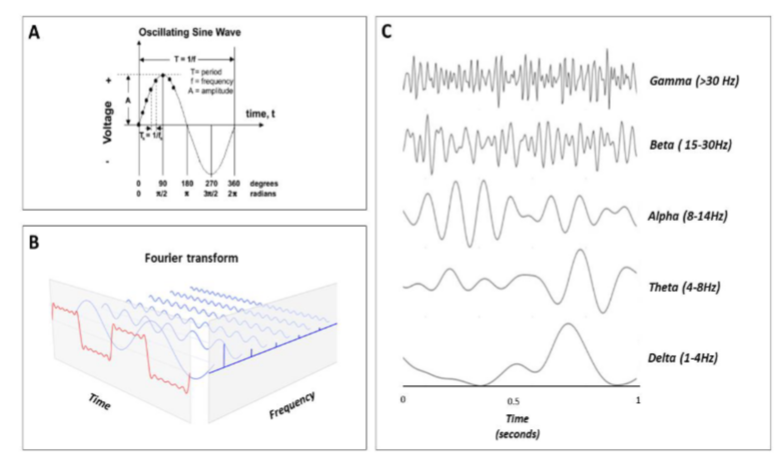 A
Oscillating Sine Wave
T = 1/f
T= period
f = frequency
A = amplitude
+
Voltage
-
A
time, t
0 90 180 270 360 degrees
0 π/2 π 3π/2 2π radians
B
Fourier transform
Time
Frequency
C
Gamma (>30 Hz)
Beta ( 15-30Hz)
Alpha (8-14Hz)
Theta (4-8Hz)
Delta (1-4Hz)
0 0.5 1
Time
(seconds)